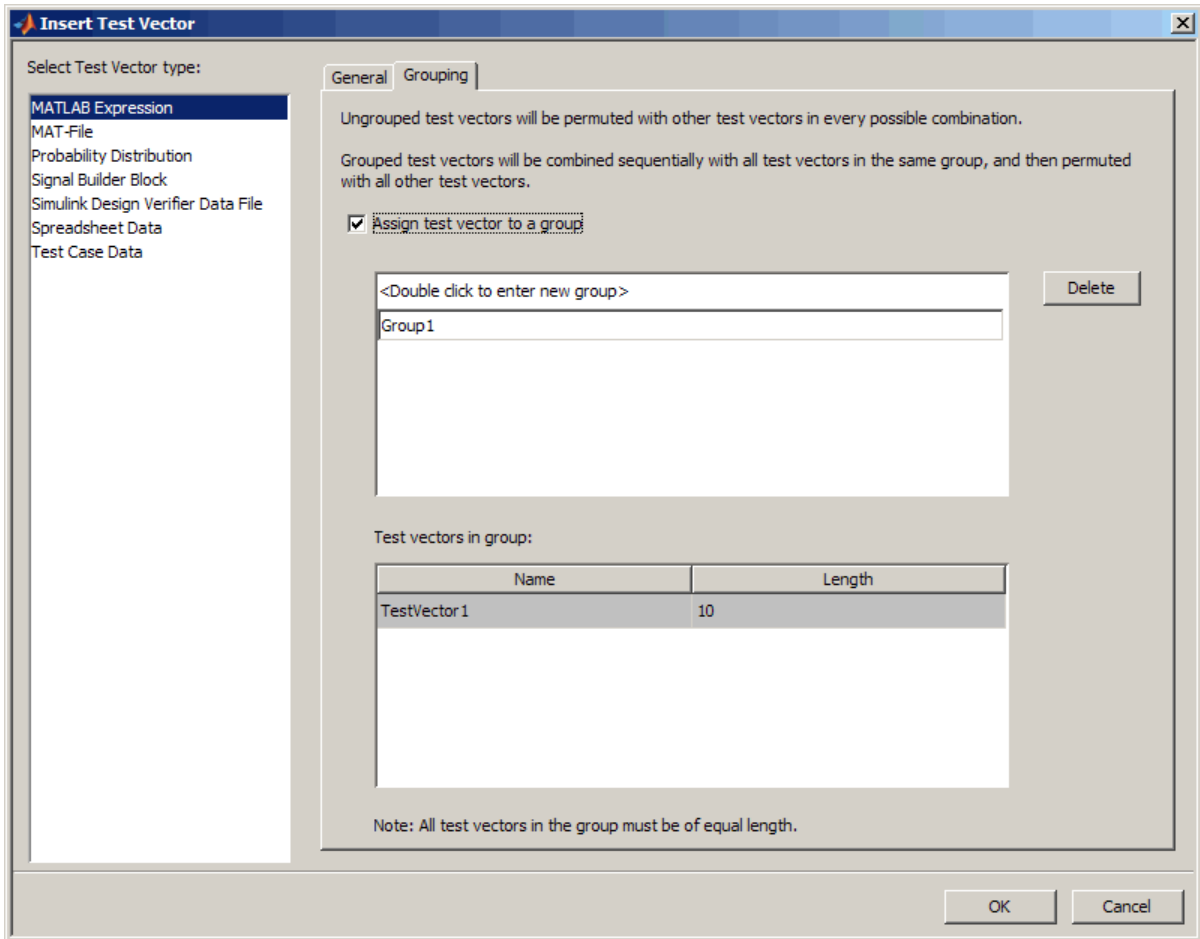 Insert Test Vector
Select Test Vector type:
MATLAB Expression
MAT-File
Probability Distribution
Signal Builder Block
Simulink Design Verifier Data File
Spreadsheet Data
Test Case Data
General
Grouping
Ungrouped test vectors will be permuted with other test vectors in every possible combination.
Grouped test vectors will be combined sequentially with all test vectors in the same group, and then permuted
with all other test vectors.
Assign test vector to a group
<Double click to enter new group>
Delete
Group1
Test vectors in group:
Name Length
TestVector1 10
Note: All test vectors in the group must be of equal length.
OK
Cancel